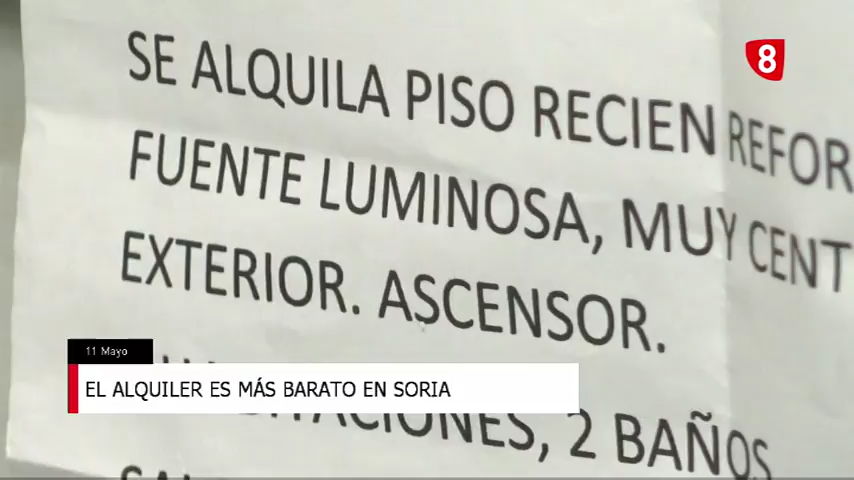 8
SE ALQUILA PISO RECIEN REFOR
FUENTE LUMINOSA, MUY CENT
EXTERIOR. ASCENSOR.
11 Mayo
EL ALQUILER ES MÁS BARATO EN SORIA
2 BAÑOS